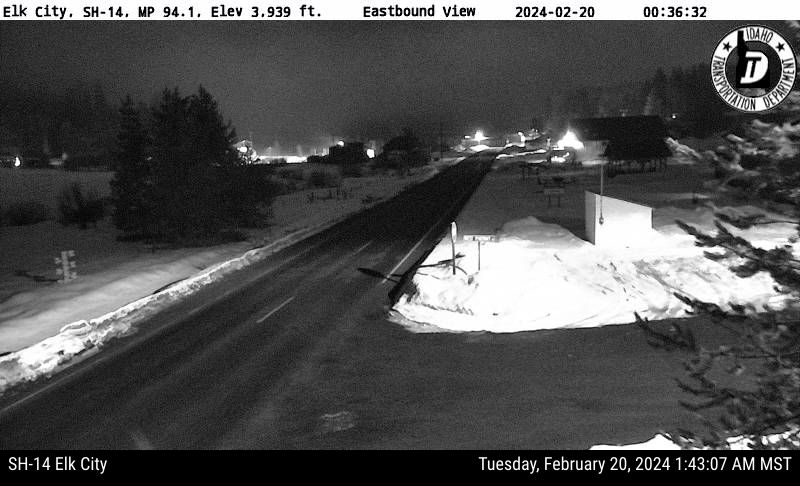 Elk City, SH-14, MP 94.1, Elev 3,939 ft. Eastbound View 2024-02-20 00:36:32
IDAHO
TRANSPORTATION DEPARTMENT
SH-14 Elk City Tuesday, February 20, 2024 1:43:07 AM MST